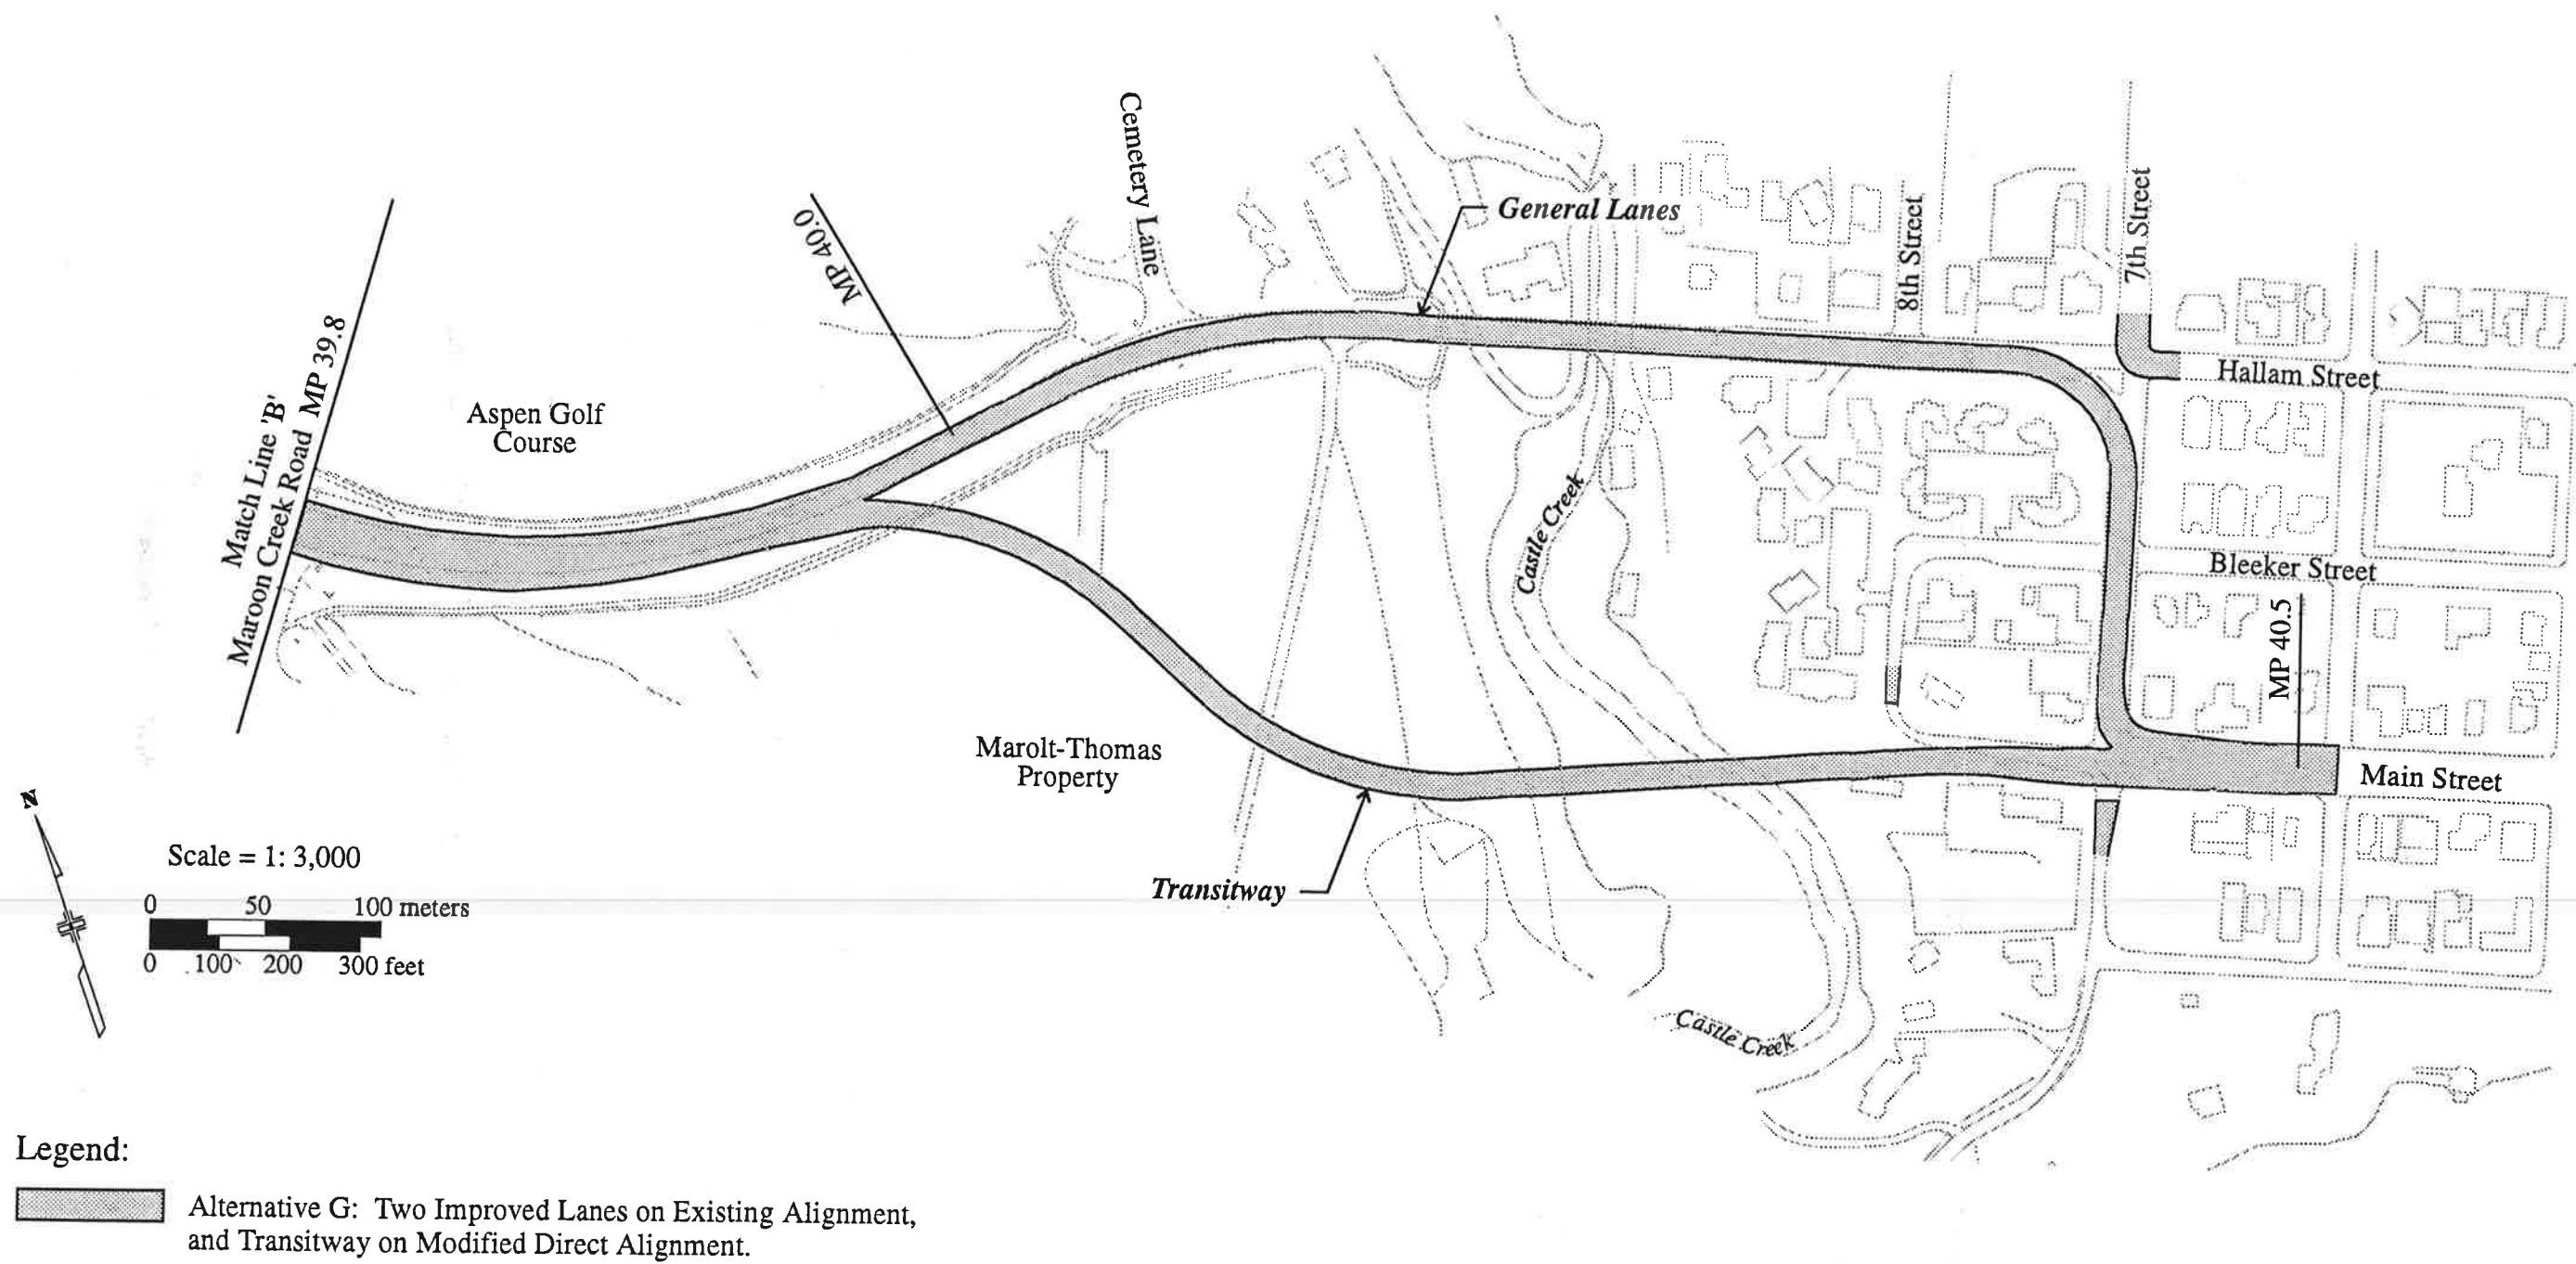 Cemetery Lane
MP 40.0
General Lanes
8th Street
7th Street
Match Line 'B'
Maroon Creek Road MP 39.8
Aspen Golf
Course
Hallam Street
Castle Creek
Bleeker Street
MP 40.5
Marolt-Thomas
Property
Main Street
Transitway
N
Scale = 1: 3,000
0 50 100 meters
0 100 200 300 feet
Castle Creek
Legend:
Alternative G: Two Improved Lanes on Existing Alignment,
and Transitway on Modified Direct Alignment.